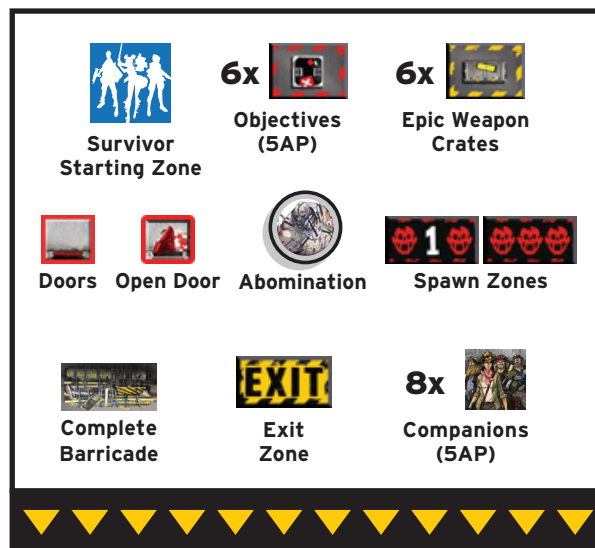 6x
Objectives
(5AP)
6x
Epic Weapon
Crates
Survivor
Starting Zone
Doors
Open Door
Abomination
1
Spawn Zones
Complete
Barricade
EXIT
Exit
Zone
8x
Companions
(5AP)